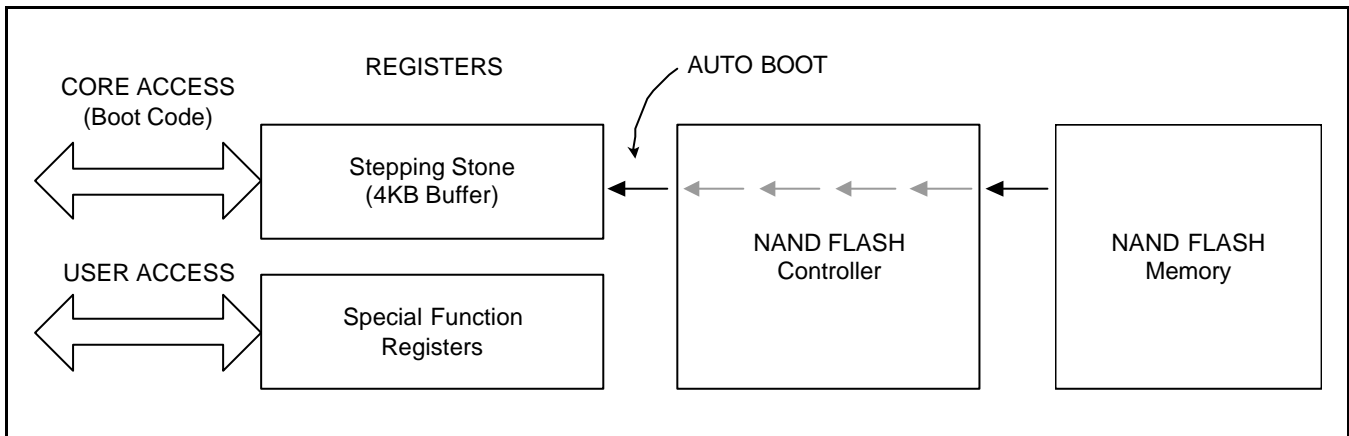 REGISTERS
AUTO BOOT
CORE ACCESS
(Boot Code)
Stepping Stone
(4KB Buffer)
NAND FLASH
Controller
NAND FLASH
Memory
USER ACCESS
Special Function
Registers